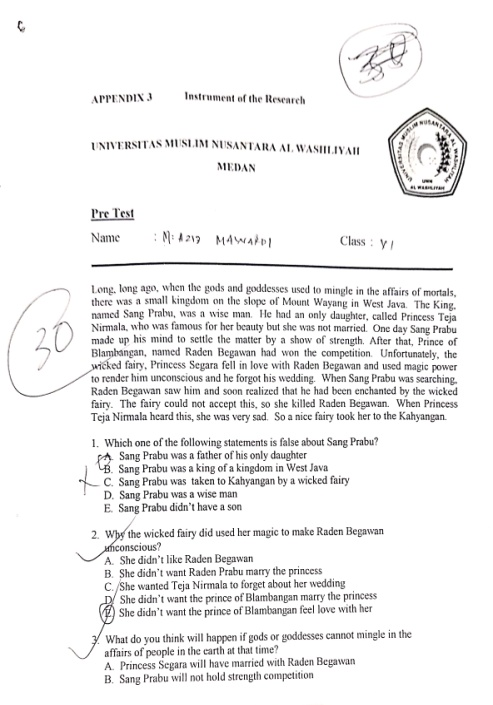 APPENDIX 3 Instrument of the Research
UNIVERSITAS MUSLIM NUSANTARA AL WASHLIYAH
MEDAN
UNIVERSITAS MUSLIM NUSANTARA AL WASHLIYAH
UMN
AL WASHLIYAH
Pre Test
Name : MAWARDI Class : VI
30
Long, long ago, when the gods and goddesses used to mingle in the affairs of mortals,
there was a small kingdom on the slope of Mount Wayang in West Java. The King,
named Sang Prabu, was a wise man. He had an only daughter, called Princess Teja
Nirmala, who was famous for her beauty but she was not married. One day Sang Prabu
made up his mind to settle the matter by a show of strength. After that, Prince of
Blambangan, named Raden Begawan had won the competition. Unfortunately, the
wicked fairy, Princess Segara fell in love with Raden Begawan and used magic power
to render him unconscious and he forgot his wedding. When Sang Prabu was searching,
Raden Begawan saw him and soon realized that he had been enchanted by the wicked
fairy. The fairy could not accept this, so she killed Raden Begawan. When Princess
Teja Nirmala heard this, she was very sad. So a nice fairy took her to the Kahyangan.
1. Which one of the following statements is false about Sang Prabu?
A. Sang Prabu was a father of his only daughter
B. Sang Prabu was a king of a kingdom in West Java
C. Sang Prabu was taken to Kahyangan by a wicked fairy
D. Sang Prabu was a wise man
E. Sang Prabu didn't have a son
2. Why the wicked fairy did used her magic to make Raden Begawan
unconscious?
A. She didn't like Raden Begawan
B. She didn't want Raden Prabu marry the princess
C. She wanted Teja Nirmala to forget about her wedding
D. She didn't want the prince of Blambangan marry the princess
E. She didn't want the prince of Blambangan feel love with her
3. What do you think will happen if gods or goddesses cannot mingle in the
affairs of people in the earth at that time?
A. Princess Segara will have married with Raden Begawan
B. Sang Prabu will not hold strength competition